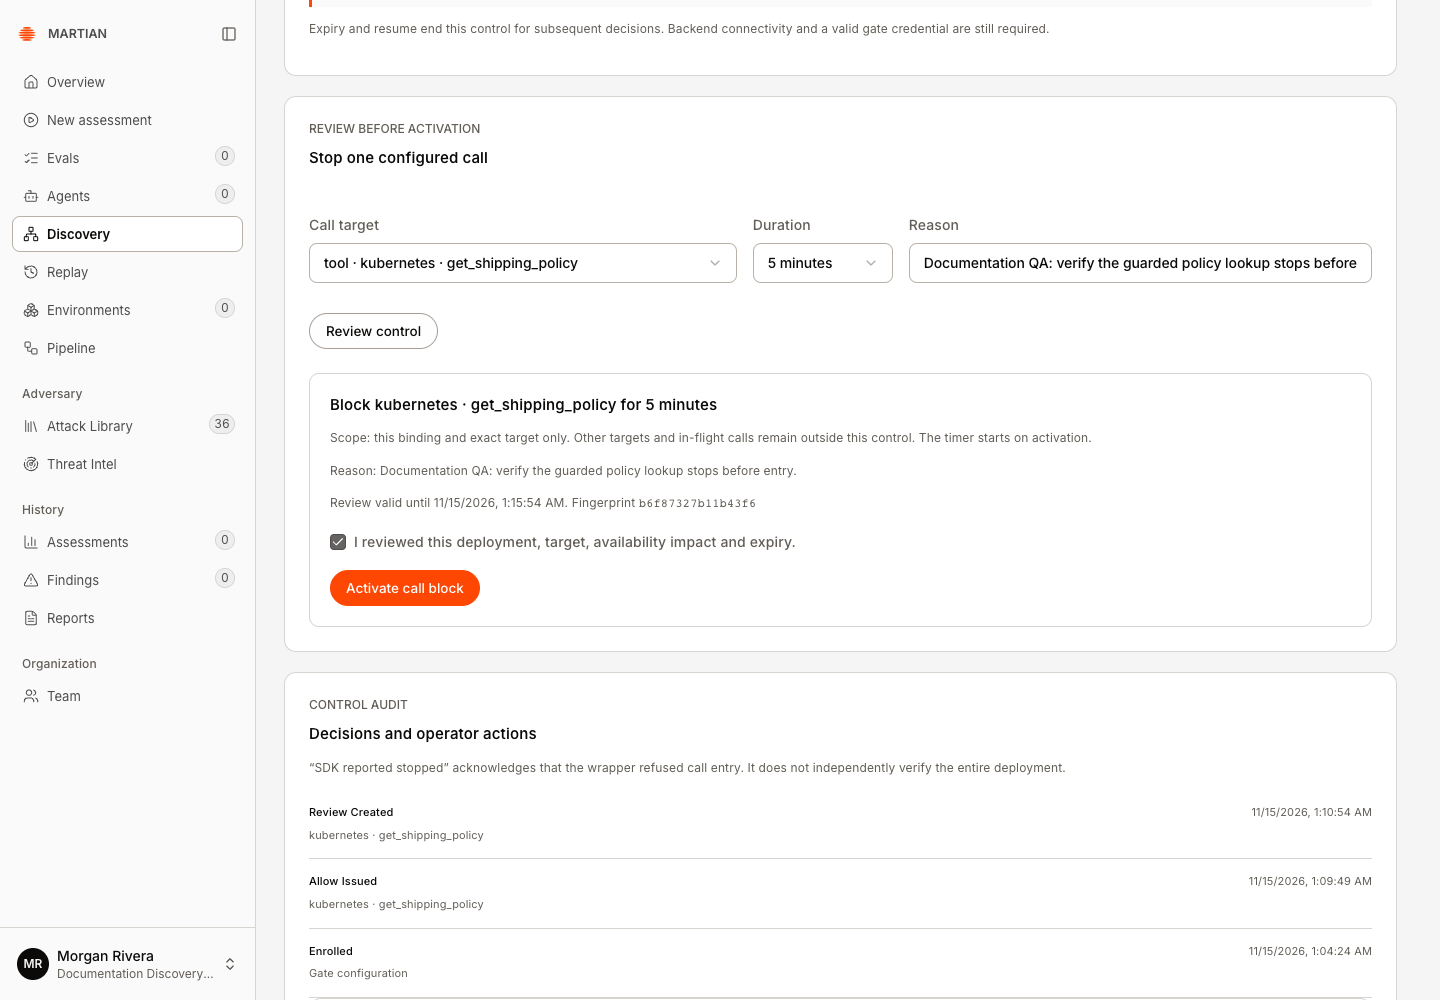 MARTIAN
Overview
New assessment
Evals 0
Agents 0
Discovery
Replay
Environments 0
Pipeline
Adversary
Attack Library 36
Threat Intel
History
Assessments 0
Findings 0
Reports
Organization
Team
MR
Morgan Rivera
Documentation Discovery...
Expiry and resume end this control for subsequent decisions. Backend connectivity and a valid gate credential are still required.
REVIEW BEFORE ACTIVATION
Stop one configured call
Call target Duration Reason
tool · kubernetes · get_shipping_policy 5 minutes Documentation QA: verify the guarded policy lookup stops before
Review control
Block kubernetes · get_shipping_policy for 5 minutes
Scope: this binding and exact target only. Other targets and in-flight calls remain outside this control. The timer starts on activation.
Reason: Documentation QA: verify the guarded policy lookup stops before entry.
Review valid until 11/15/2026, 1:15:54 AM. Fingerprint b6f87327b11b43f6
I reviewed this deployment, target, availability impact and expiry.
Activate call block
CONTROL AUDIT
Decisions and operator actions
“SDK reported stopped” acknowledges that the wrapper refused call entry. It does not independently verify the entire deployment.
Review Created 11/15/2026, 1:10:54 AM
kubernetes · get_shipping_policy
Allow Issued 11/15/2026, 1:09:49 AM
kubernetes · get_shipping_policy
Enrolled 11/15/2026, 1:04:24 AM
Gate configuration